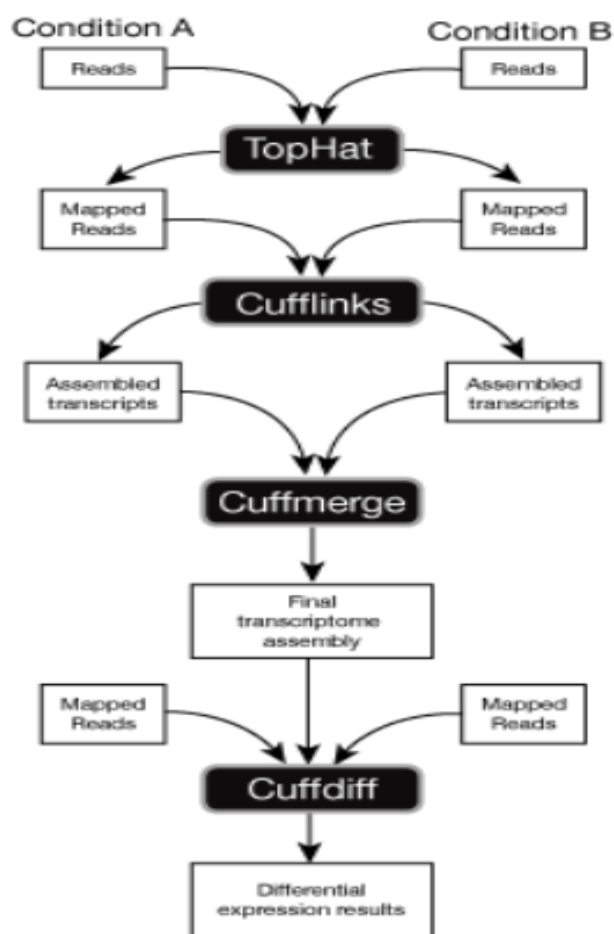 Condition A
Condition B
Reads
Reads
TopHat
Mapped
Reads
Mapped
Reads
Cufflinks
Assembled
transcripts
Assembled
transcripts
Cuffmerge
Final
transcriptome
assembly
Mapped
Reads
Mapped
Reads
Cuffdiff
Differential
expression results